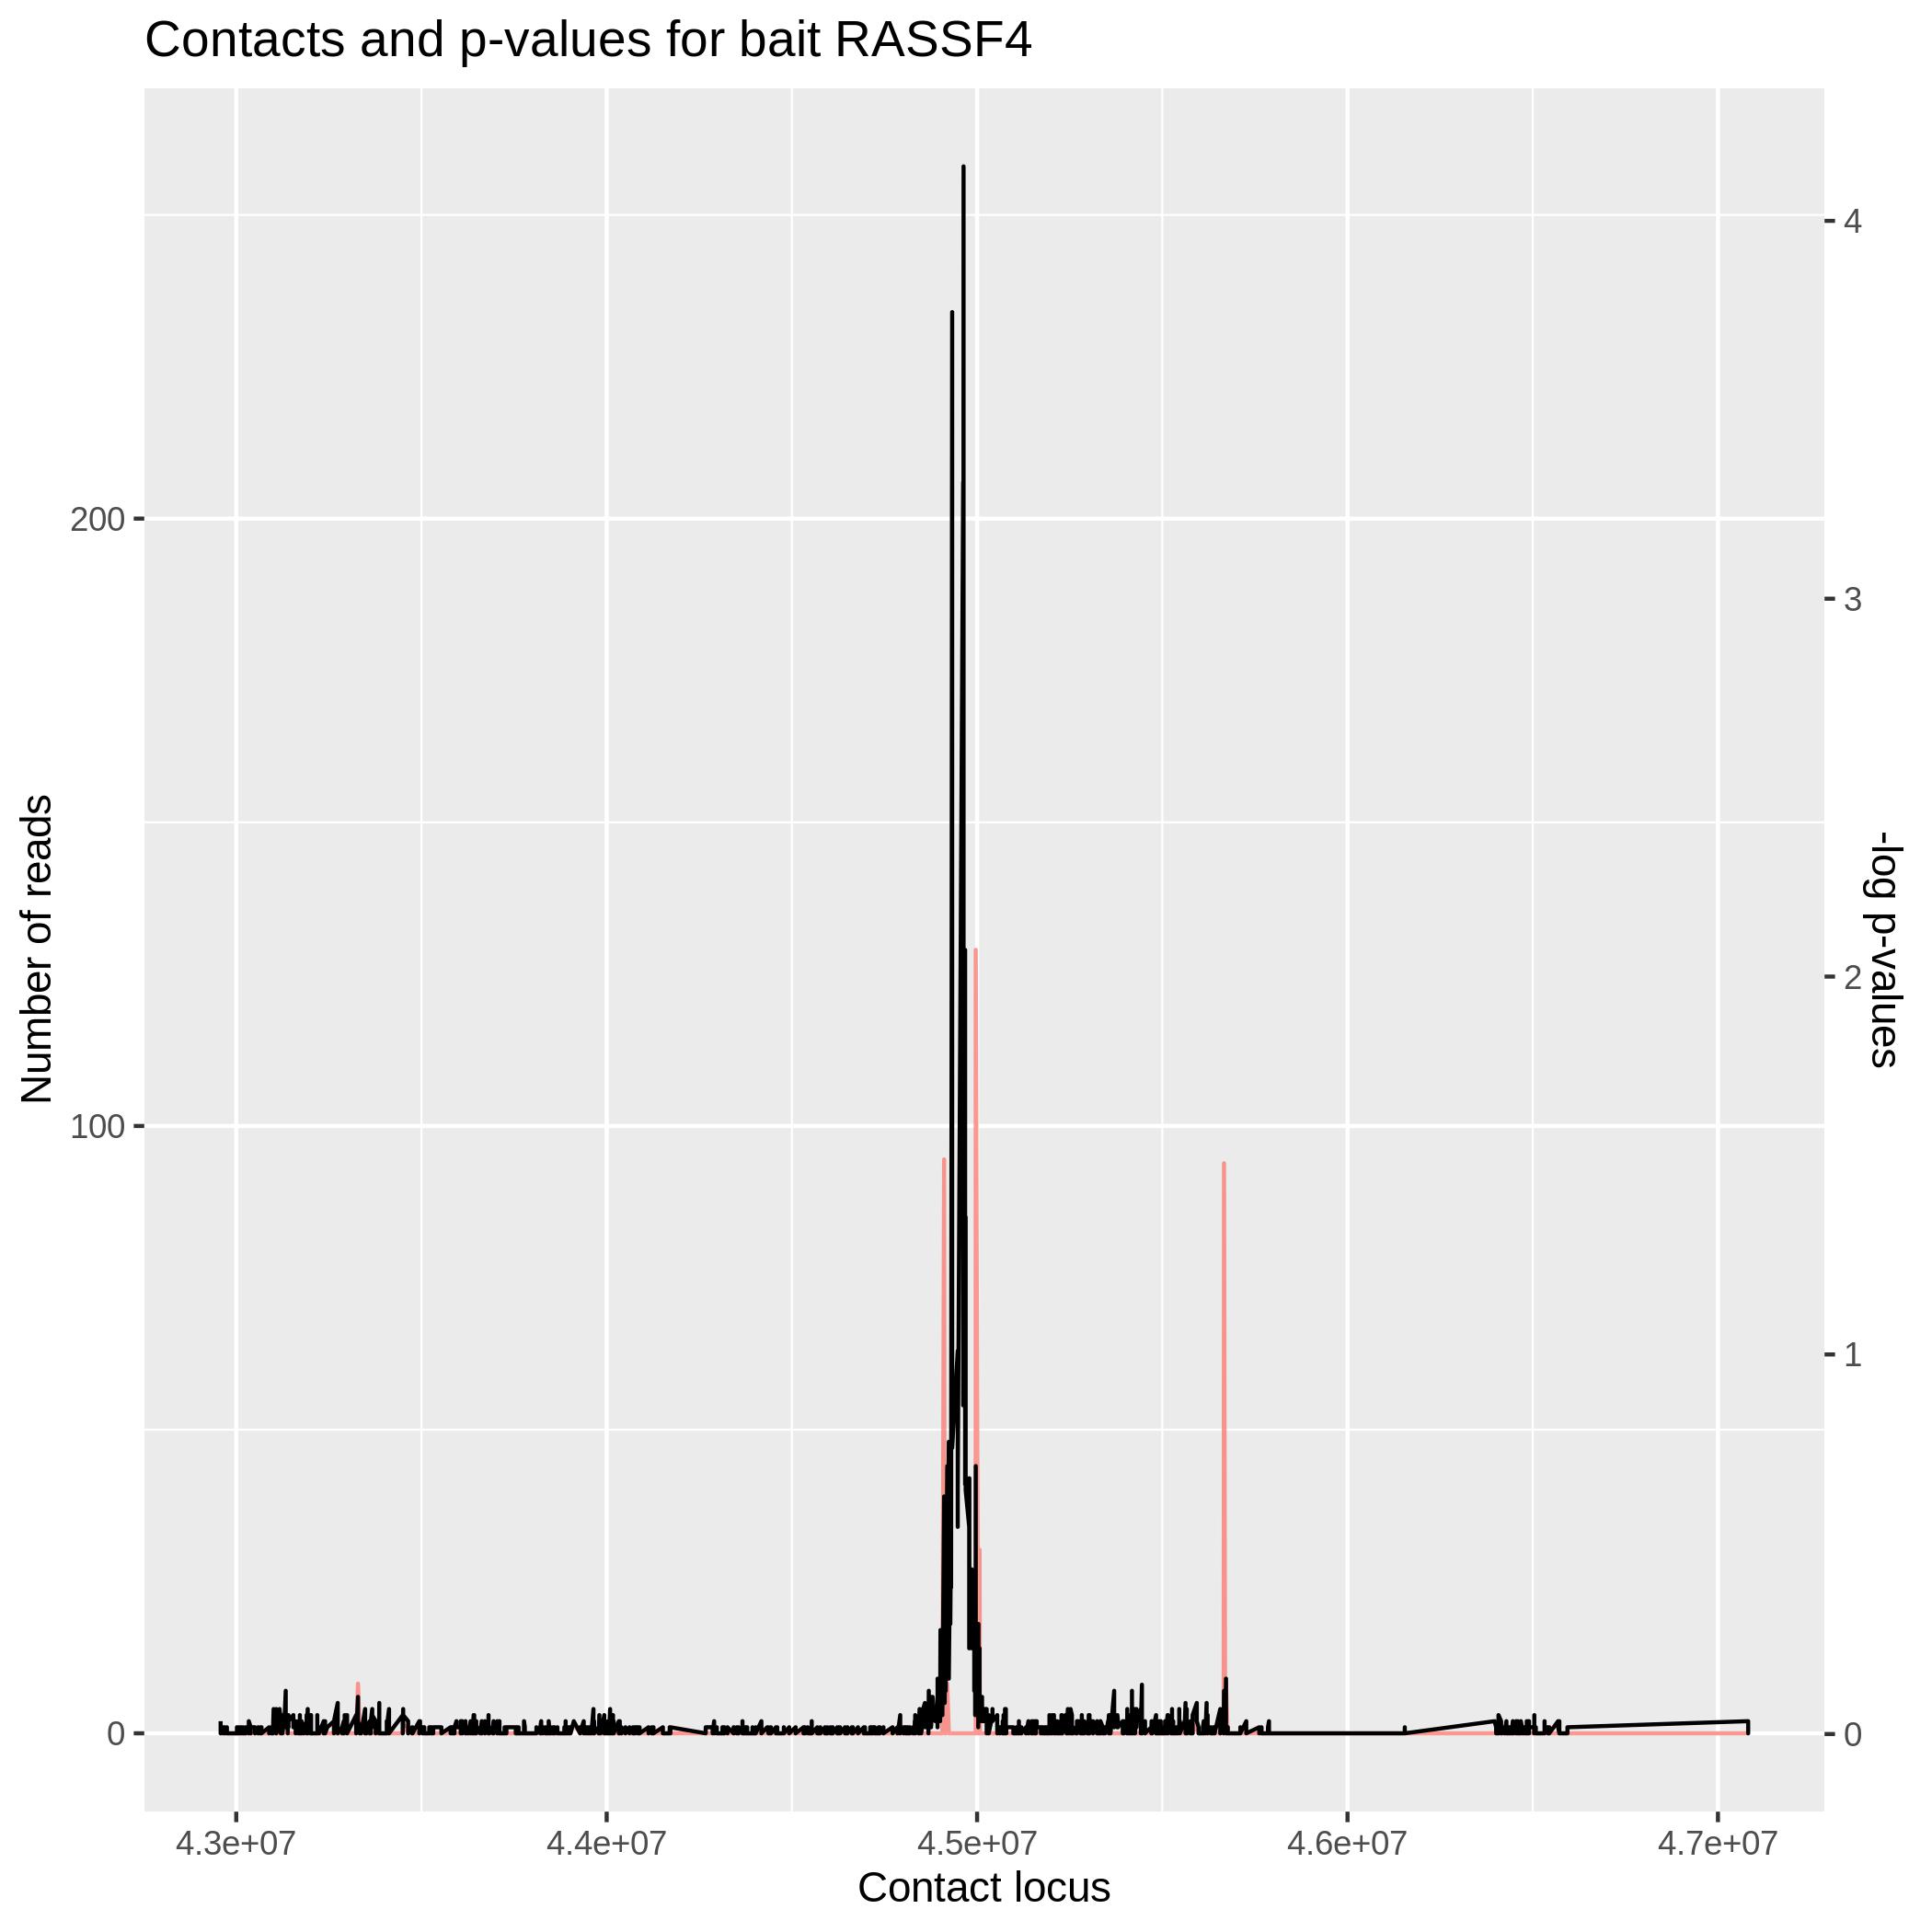 Contacts and p-values for bait RASSF4
Number of reads
200
100
0
4
3
2
1
0
-log p-values
4.3e+07
4.4e+07
4.5e+07
4.6e+07
4.7e+07
Contact locus